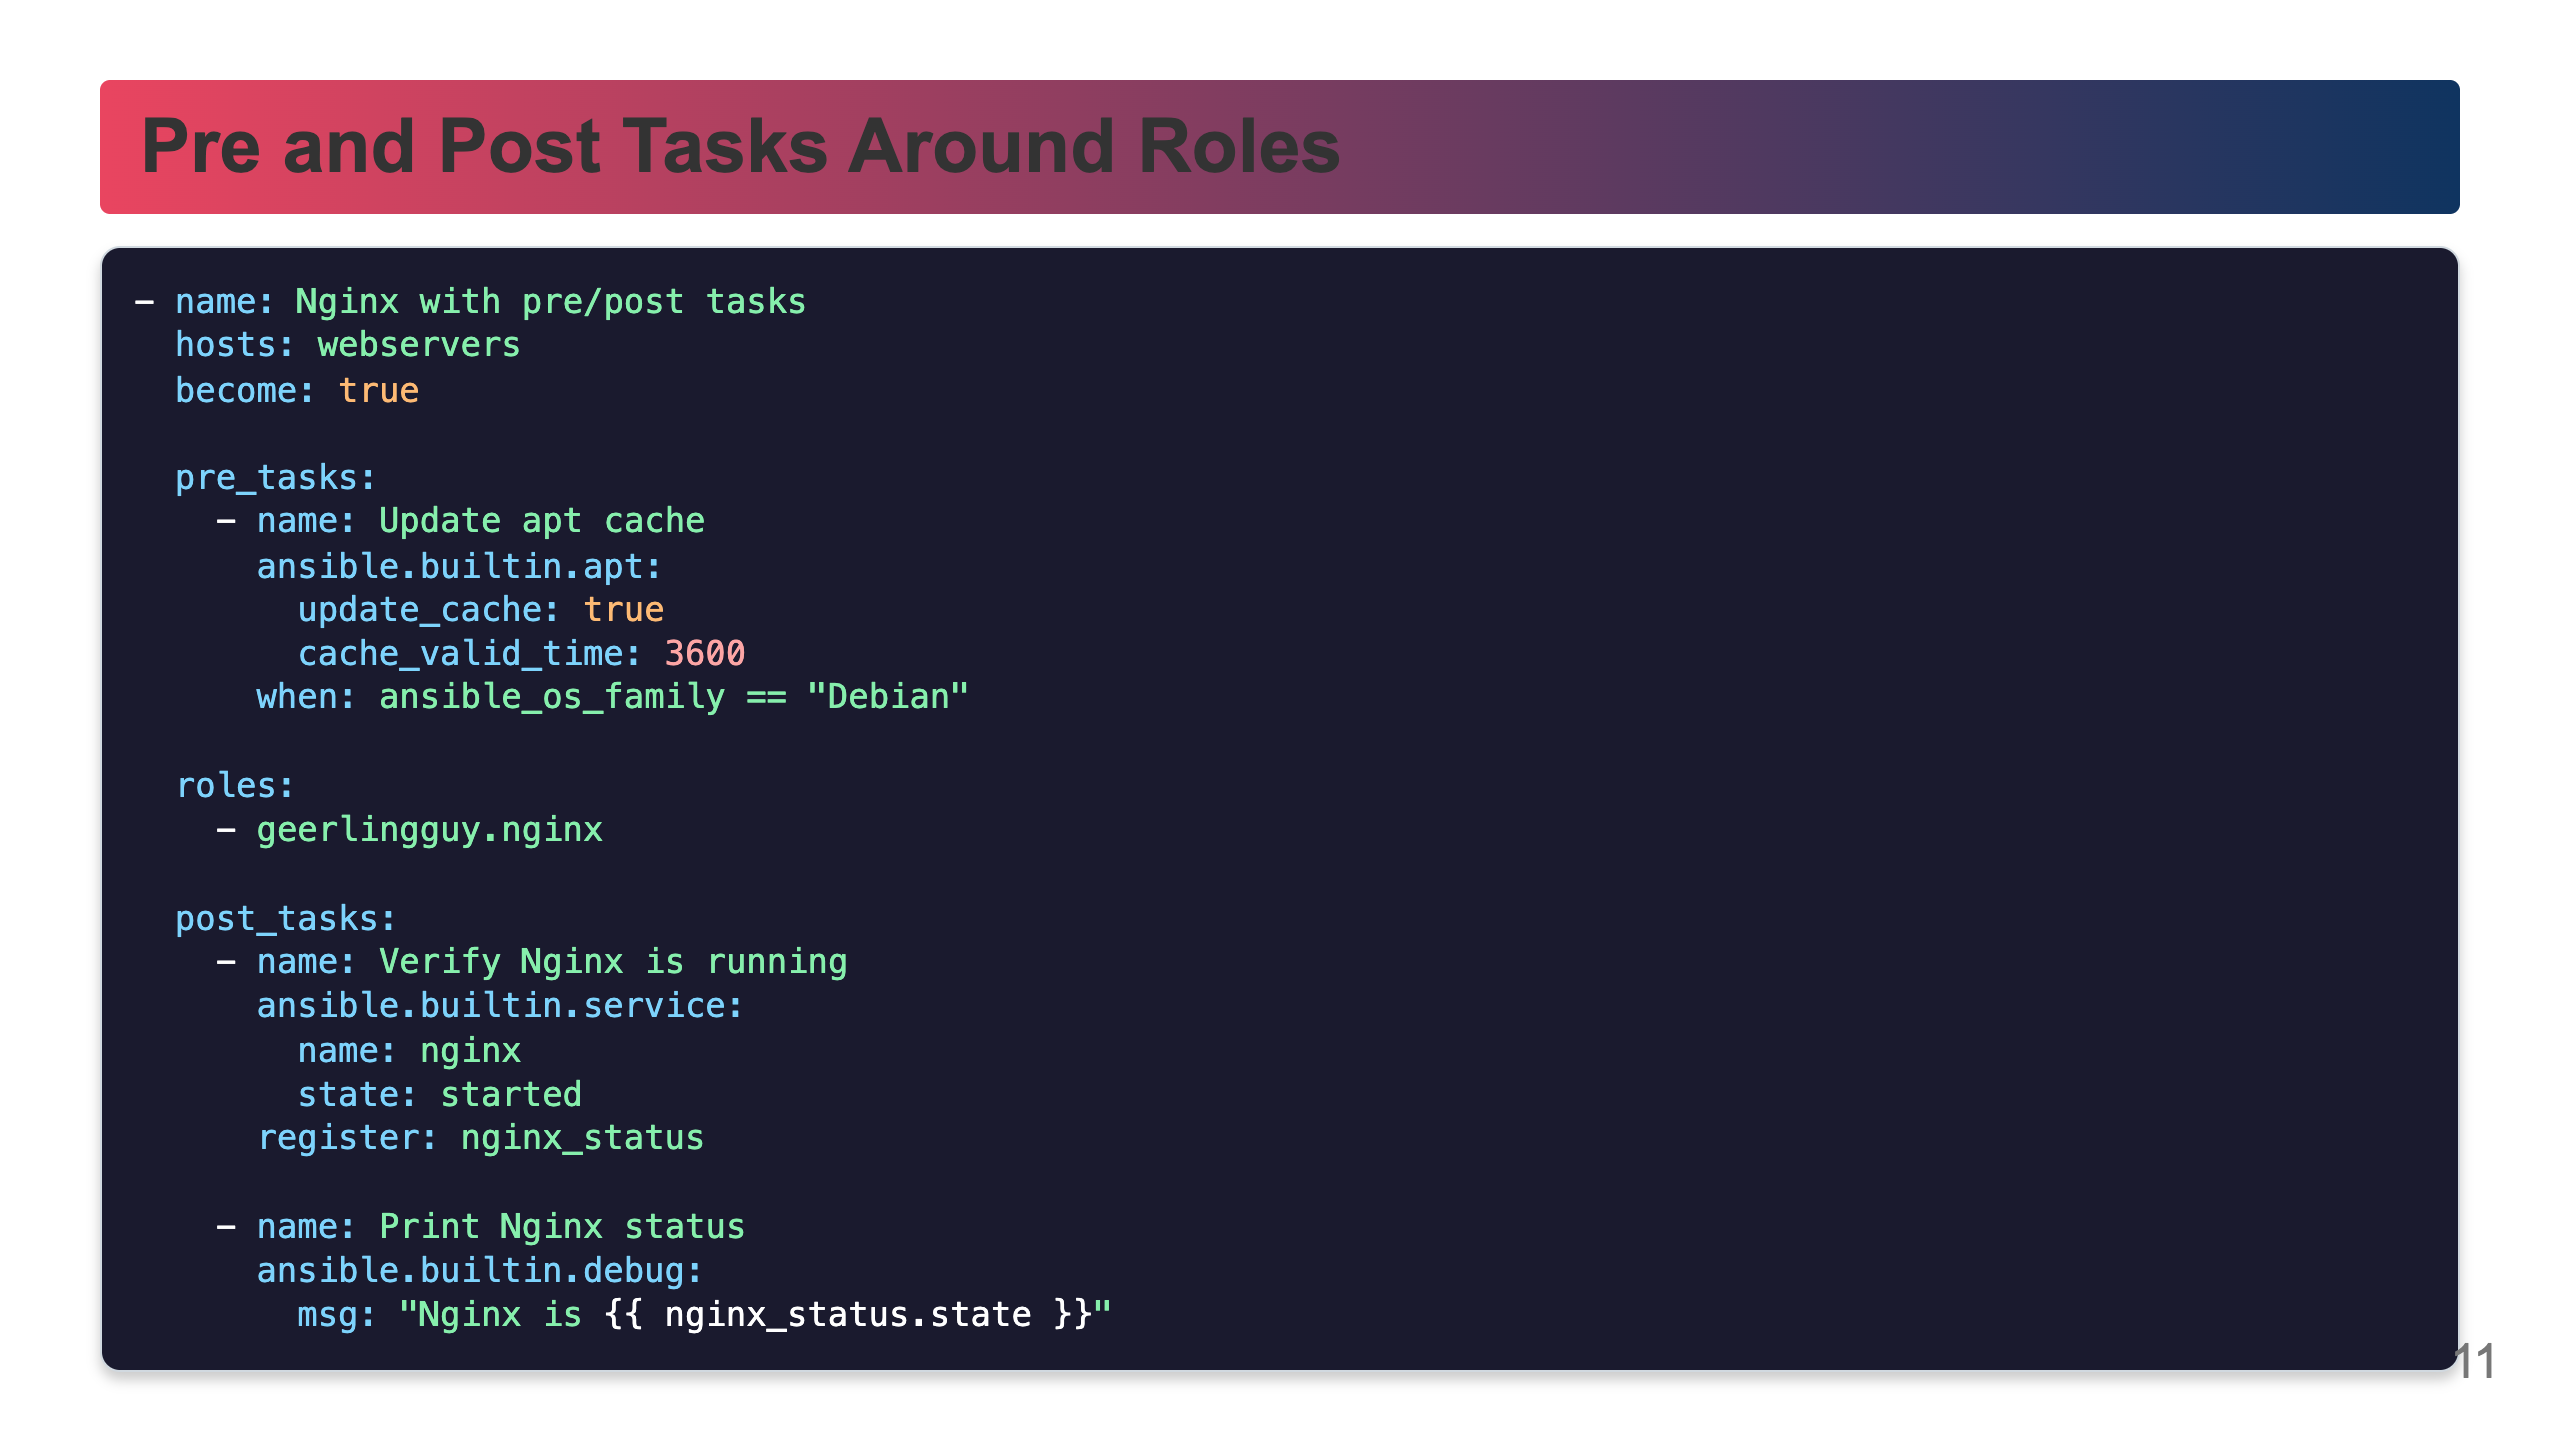 Pre and Post Tasks Around Roles
- name: Nginx with pre/post tasks
  hosts: webservers
  become: true

  pre_tasks:
    - name: Update apt cache
      ansible.builtin.apt:
        update_cache: true
        cache_valid_time: 3600
      when: ansible_os_family == "Debian"

  roles:
    - geerlingguy.nginx

  post_tasks:
    - name: Verify Nginx is running
      ansible.builtin.service:
        name: nginx
        state: started
      register: nginx_status

    - name: Print Nginx status
      ansible.builtin.debug:
        msg: "Nginx is {{ nginx_status.state }}"
11